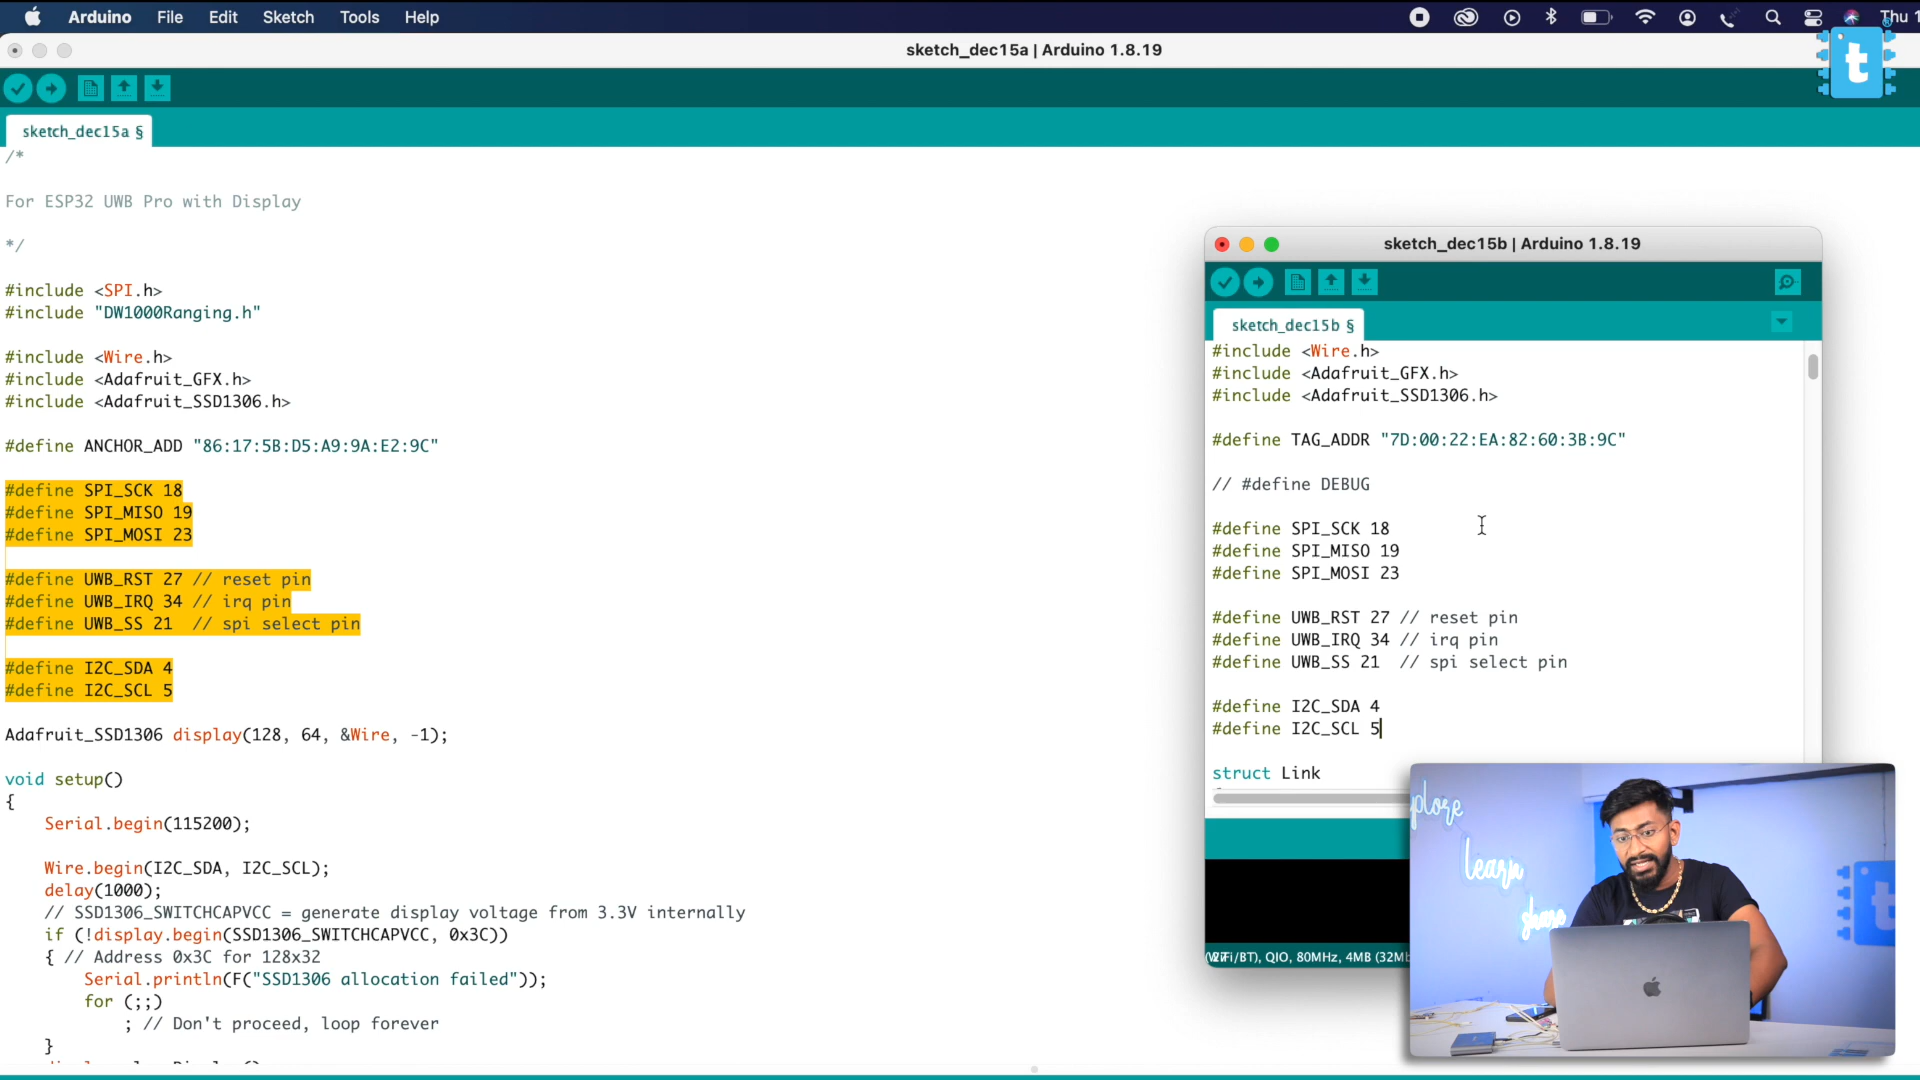 Arduino File Edit Sketch Tools Help
Thu 1
sketch_dec15a | Arduino 1.8.19
t
sketch_dec15a §
/*
For ESP32 UWB Pro with Display
*/
#include <SPI.h>
#include "DW1000Ranging.h"
#include <Wire.h>
#include <Adafruit_GFX.h>
#include <Adafruit_SSD1306.h>
#define ANCHOR_ADD "86:17:5B:D5:A9:9A:E2:9C"
#define SPI_SCK 18
#define SPI_MISO 19
#define SPI_MOSI 23
#define UWB_RST 27 // reset pin
#define UWB_IRQ 34 // irq pin
#define UWB_SS 21 // spi select pin
#define I2C_SDA 4
#define I2C_SCL 5
Adafruit_SSD1306 display(128, 64, &Wire, -1);
void setup()
{
Serial.begin(115200);
Wire.begin(I2C_SDA, I2C_SCL);
delay(1000);
// SSD1306_SWITCHCAPVCC = generate display voltage from 3.3V internally
if (!display.begin(SSD1306_SWITCHCAPVCC, 0x3C))
{ // Address 0x3C for 128x32
Serial.println(F("SSD1306 allocation failed"));
for (;;)
; // Don't proceed, loop forever
}
sketch_dec15b | Arduino 1.8.19
sketch_dec15b §
#include <Wire.h>
#include <Adafruit_GFX.h>
#include <Adafruit_SSD1306.h>
#define TAG_ADDR "7D:00:22:EA:82:60:3B:9C"
// #define DEBUG
#define SPI_SCK 18
#define SPI_MISO 19
#define SPI_MOSI 23
#define UWB_RST 27 // reset pin
#define UWB_IRQ 34 // irq pin
#define UWB_SS 21 // spi select pin
#define I2C_SDA 4
#define I2C_SCL 5
struct Link
QIO, 80MHz, 4MB
plore
learn
share